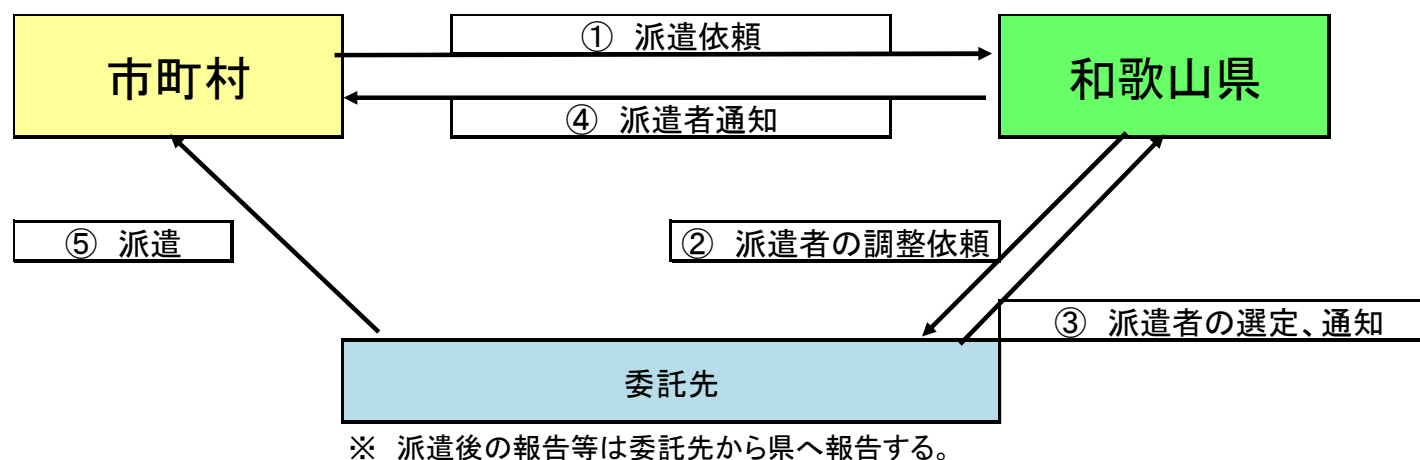 市町村
① 派遣依頼
和歌山県
④ 派遣者通知
⑤ 派遣
② 派遣者の調整依頼
③ 派遣者の選定、通知
委託先
※ 派遣後の報告等は委託先から県へ報告する。